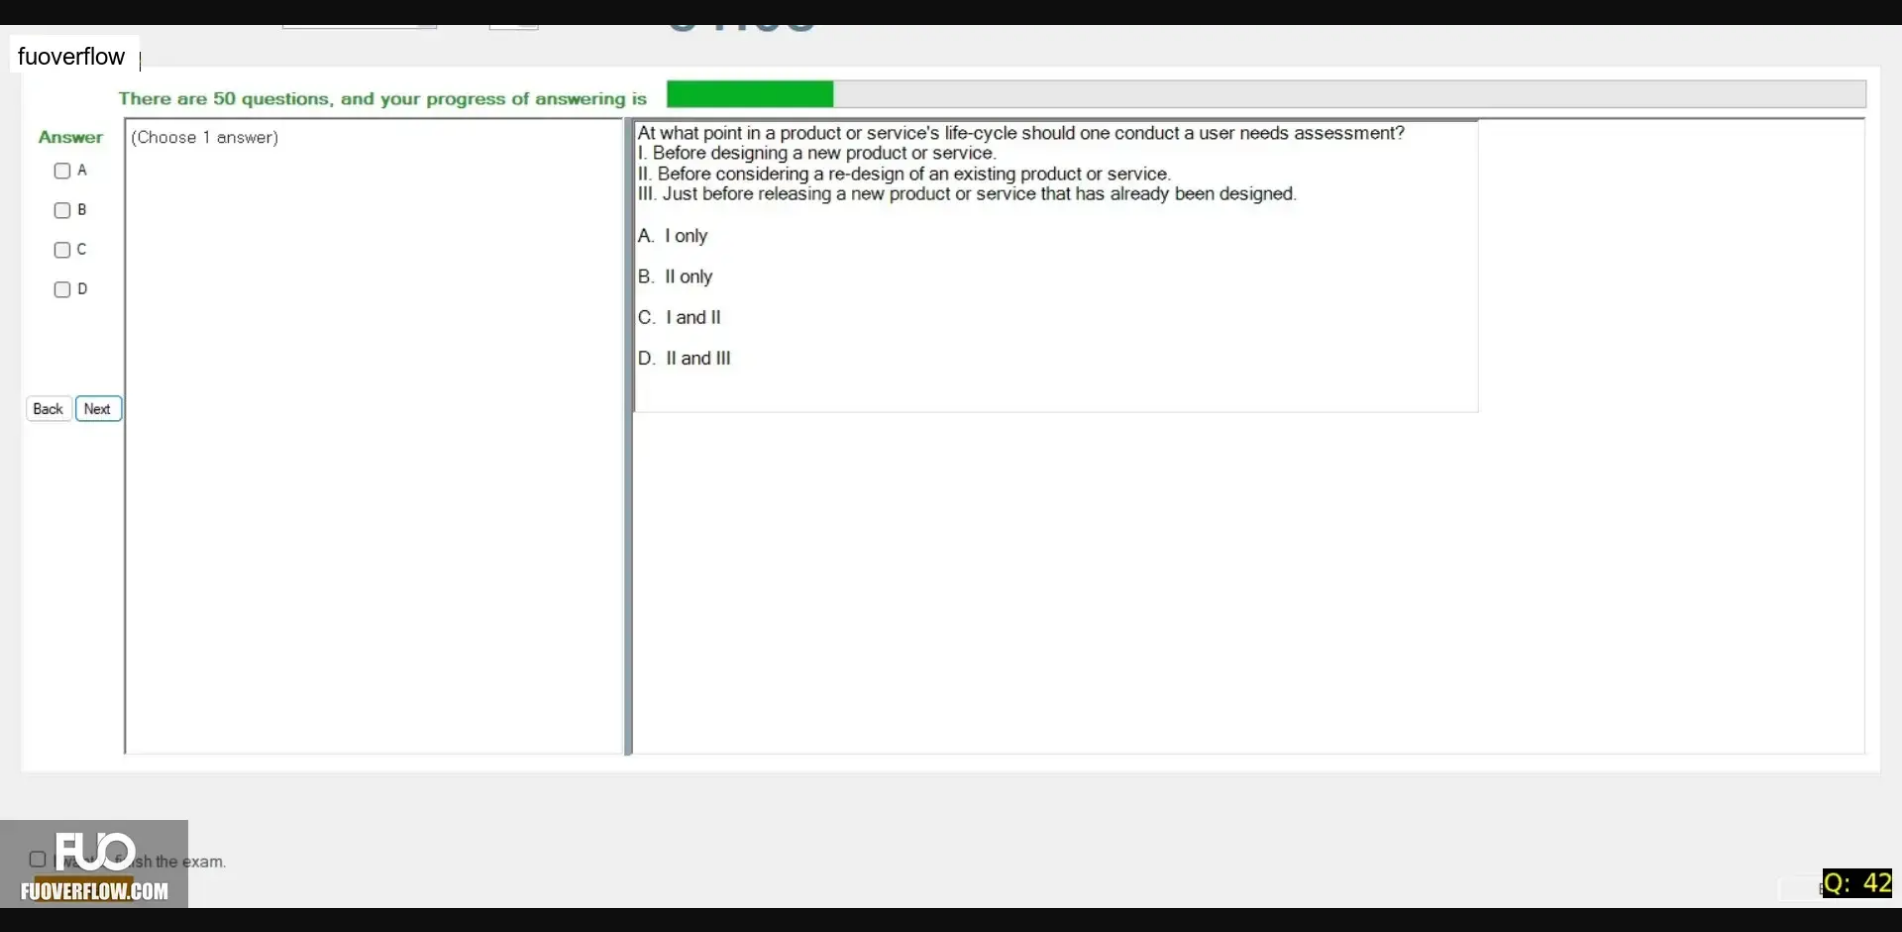 fuoverflow
There are 50 questions, and your progress of answering is
Answer
(Choose 1 answer)
A
B
C
D
Back
Next
At what point in a product or service's life-cycle should one conduct a user needs assessment?
I. Before designing a new product or service.
II. Before considering a re-design of an existing product or service.
III. Just before releasing a new product or service that has already been designed.
A. I only
B. II only
C. I and II
D. II and III
FUO
sh the exam.
FUOVERFLOW.COM
Q: 42